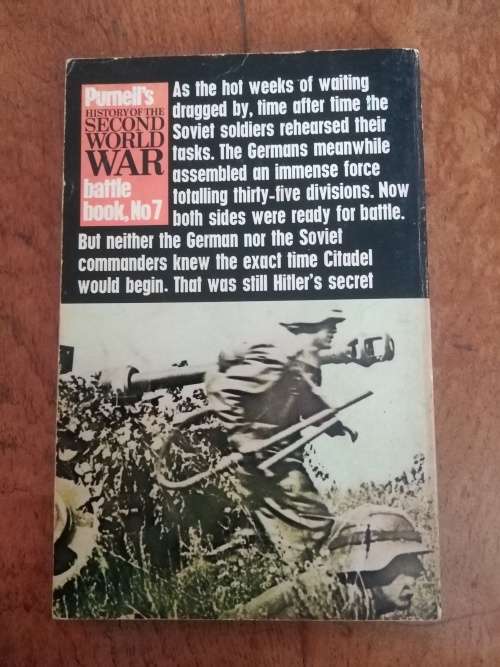 Purnell's
HISTORY OF THE
SECOND
WORLD
WAR
battle
book, No 7
As the hot weeks of waiting
dragged by, time after time the
Soviet soldiers rehearsed their
tasks. The Germans meanwhile
assembled an immense force
totalling thirty-five divisions. Now
both sides were ready for battle.
But neither the German nor the Soviet
commanders knew the exact time Citadel
would begin. That was still Hitler's secret